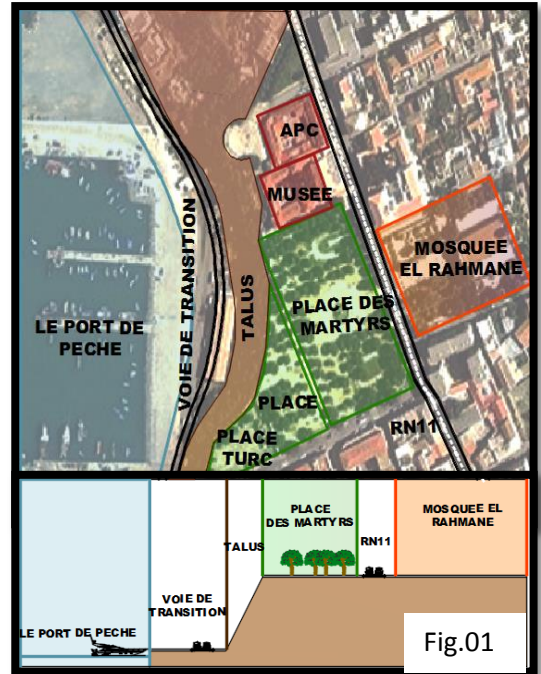 APC
MUSEE
MOSQUEE
EL RAHMANE
PLACE DES
MARTYRS
LE PORT DE
PECHE
VOIE DE TRANSITION
TALUS
PLACE
PLACE
TURC
RN11
PLACE
DES MARTYRS
MOSQUEE EL
RAHMANE
TALUS
RN11
VOIE DE
TRANSITION
LE PORT DE PECHE
Fig.01